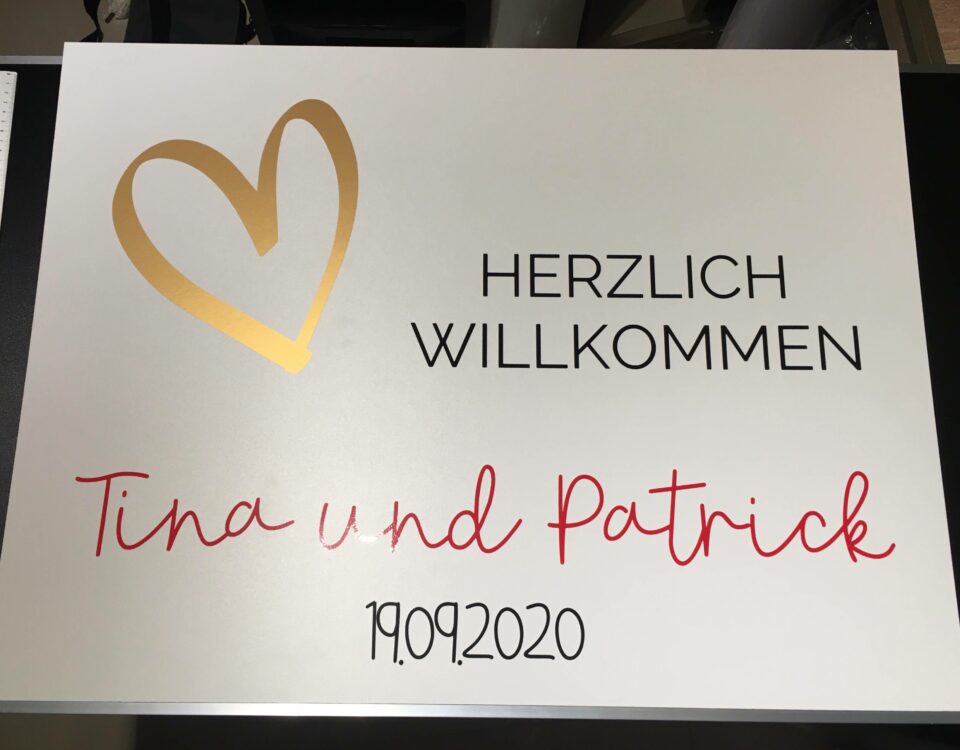 HERZLICH
WILLKOMMEN
Tina und Patrick
19.09.2020